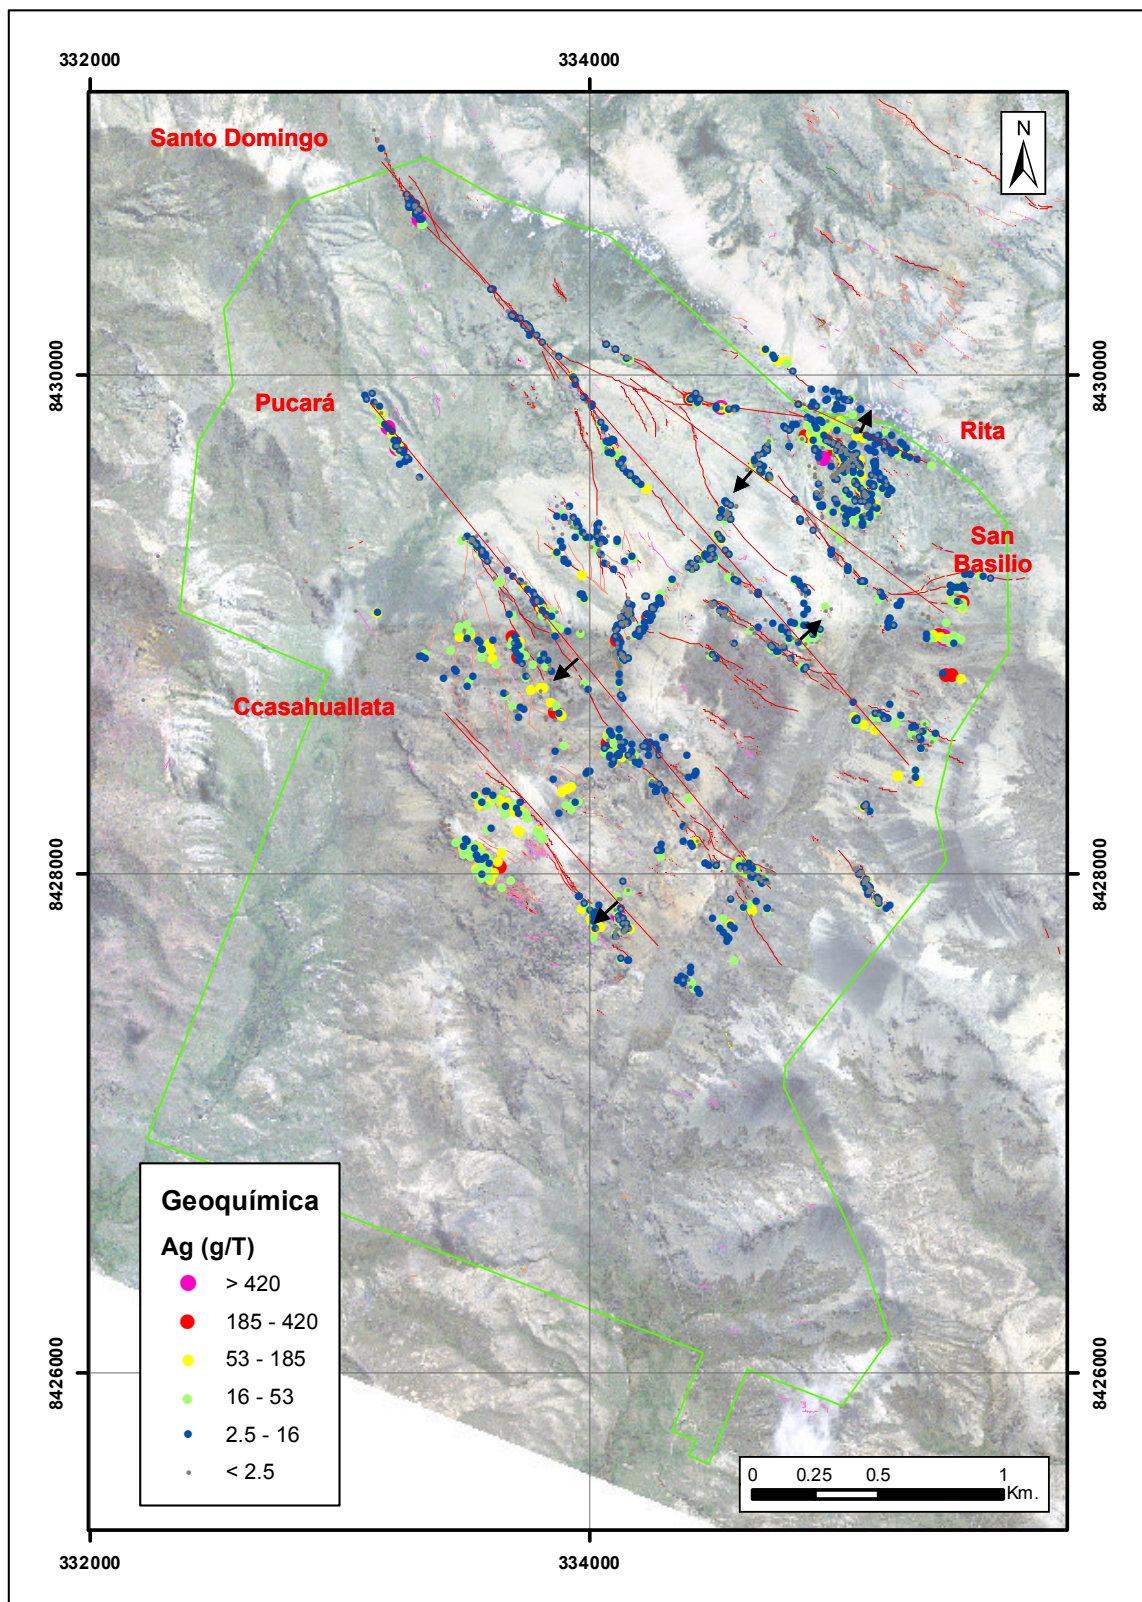 332000
334000
Santo Domingo
N
8430000
8430000
Pucará
Rita
San
Basilio
Ccasahuallata
8428000
8428000
Geoquímica
Ag (g/T)
> 420
185 - 420
53 - 185
16 - 53
2.5 - 16
< 2.5
8426000
8426000
0 0.25 0.5 1
Km.
332000
334000